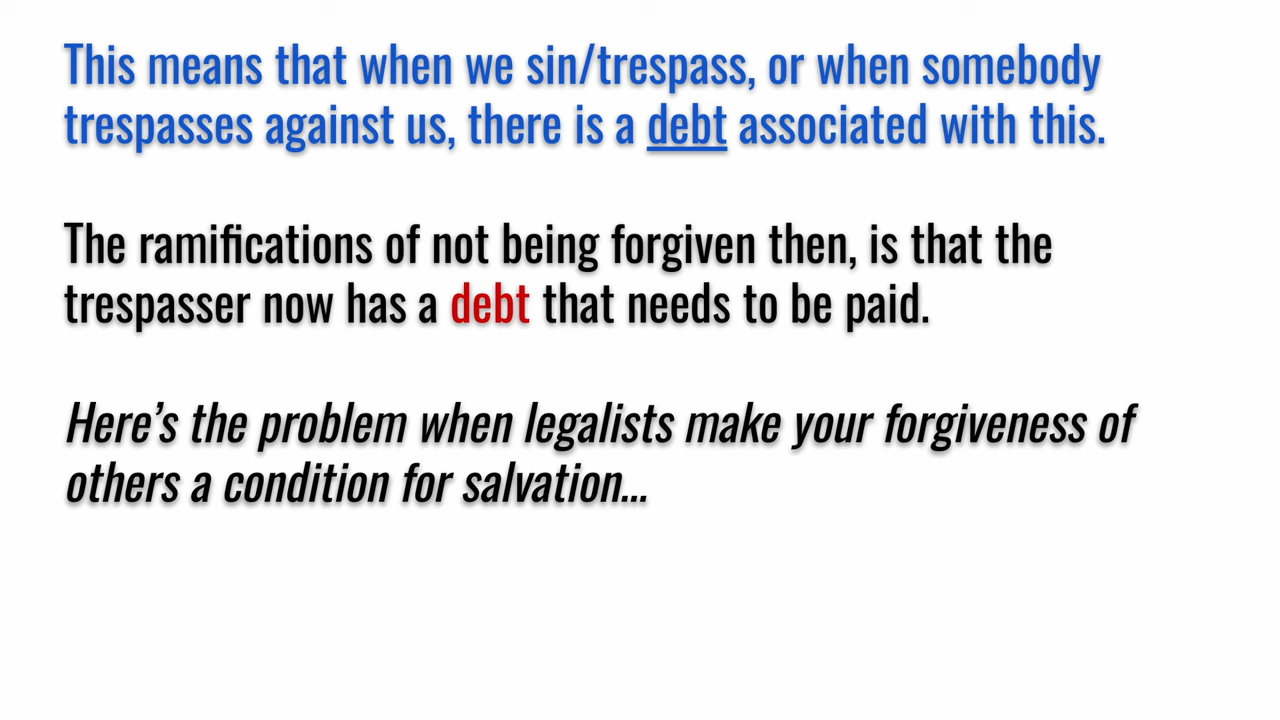 This means that when we sin/trespass, or when somebody
trespasses against us, there is a debt associated with this.
The ramifications of not being forgiven then, is that the
trespasser now has a debt that needs to be paid.
Here’s the problem when legalists make your forgiveness of
others a condition for salvation...